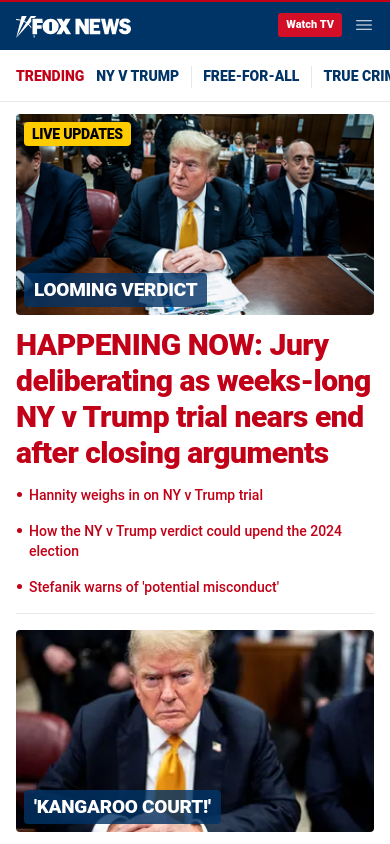 FOX NEWS
Watch TV
TRENDING NY V TRUMP FREE-FOR-ALL TRUE CRIM
LIVE UPDATES
LOOMING VERDICT
HAPPENING NOW: Jury
deliberating as weeks-long
NY v Trump trial nears end
after closing arguments
• Hannity weighs in on NY v Trump trial
• How the NY v Trump verdict could upend the 2024
election
• Stefanik warns of 'potential misconduct'
'KANGAROO COURT!'